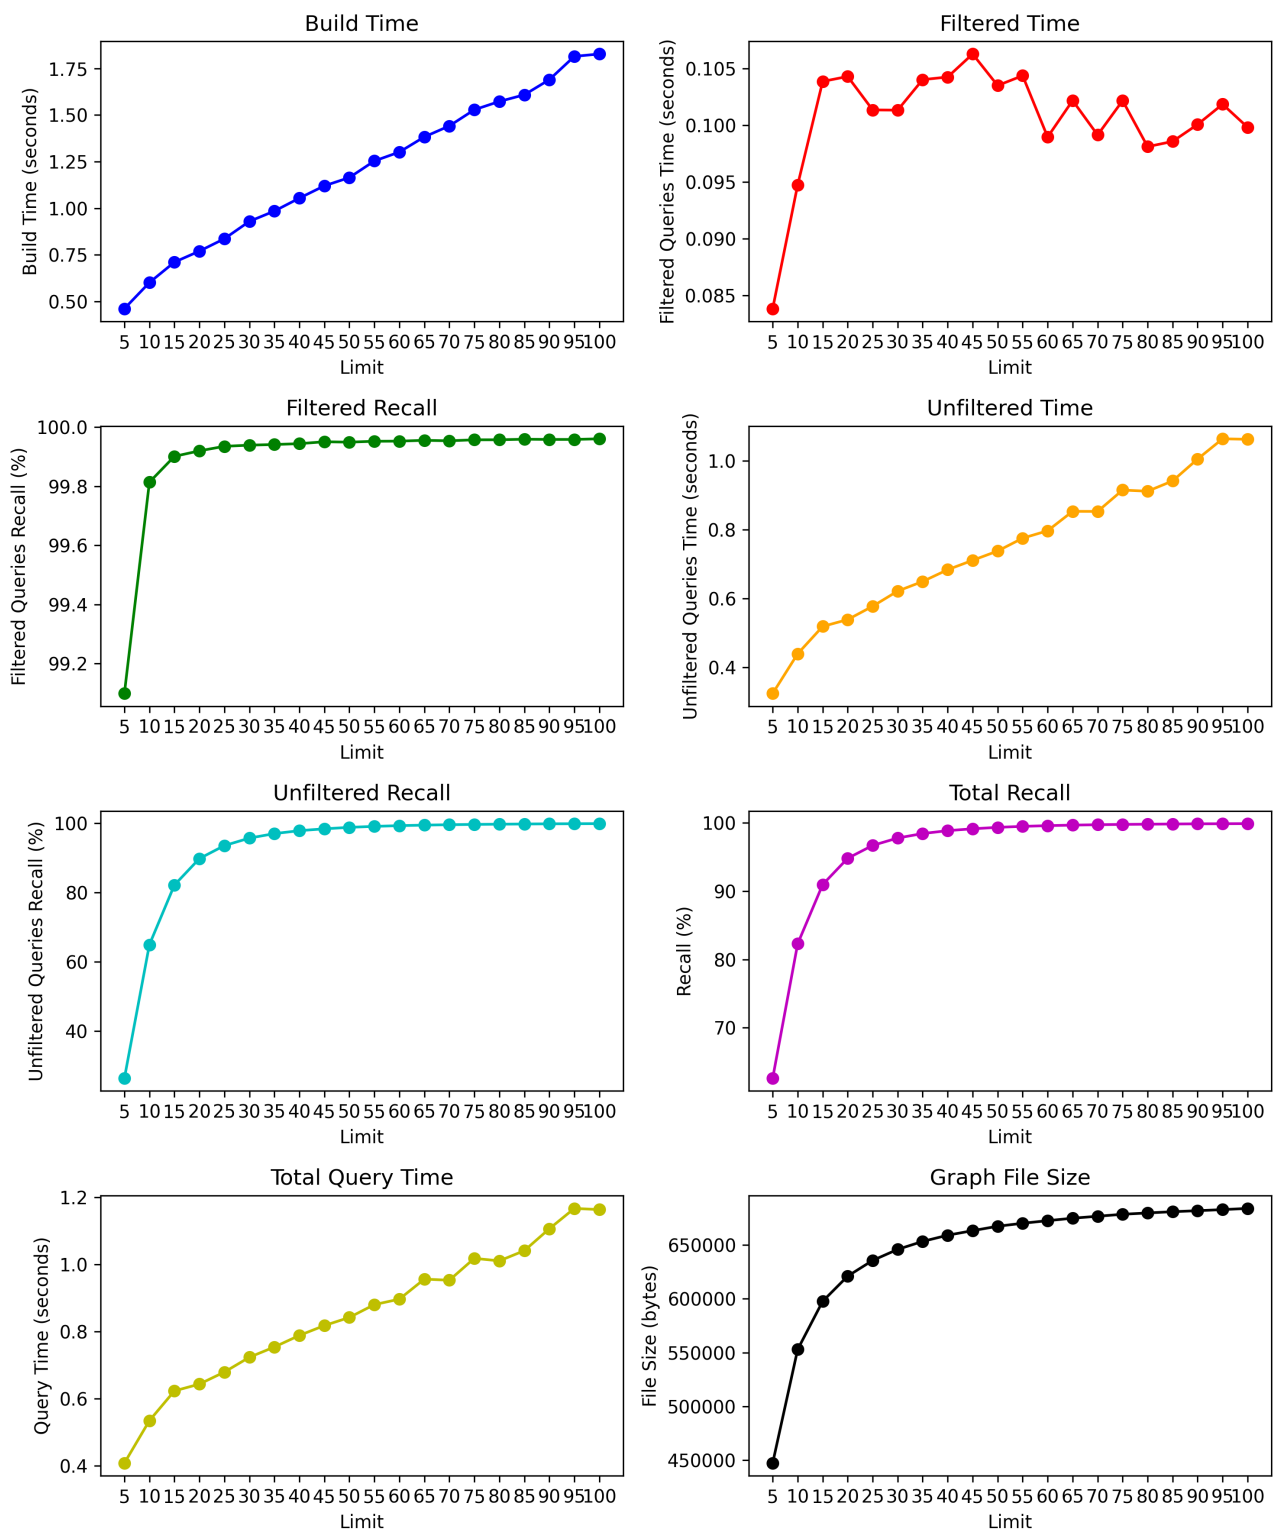 Build Time
Build Time (seconds)
1.75
1.50
1.25
1.00
0.75
0.50
5 10 15 20 25 30 35 40 45 50 55 60 65 70 75 80 85 90 95 100
Limit
Filtered Time
Filtered Queries Time (seconds)
0.105
0.100
0.095
0.090
0.085
5 10 15 20 25 30 35 40 45 50 55 60 65 70 75 80 85 90 95 100
Limit
Filtered Recall
Filtered Queries Recall (%)
100.0
99.8
99.6
99.4
99.2
5 10 15 20 25 30 35 40 45 50 55 60 65 70 75 80 85 90 95 100
Limit
Unfiltered Time
Unfiltered Queries Time (seconds)
1.0
0.8
0.6
0.4
5 10 15 20 25 30 35 40 45 50 55 60 65 70 75 80 85 90 95 100
Limit
Unfiltered Recall
Unfiltered Queries Recall (%)
100
80
60
40
5 10 15 20 25 30 35 40 45 50 55 60 65 70 75 80 85 90 95 100
Limit
Total Recall
Recall (%)
100
90
80
70
5 10 15 20 25 30 35 40 45 50 55 60 65 70 75 80 85 90 95 100
Limit
Total Query Time
Query Time (seconds)
1.2
1.0
0.8
0.6
0.4
5 10 15 20 25 30 35 40 45 50 55 60 65 70 75 80 85 90 95 100
Limit
Graph File Size
File Size (bytes)
650000
600000
550000
500000
450000
5 10 15 20 25 30 35 40 45 50 55 60 65 70 75 80 85 90 95 100
Limit